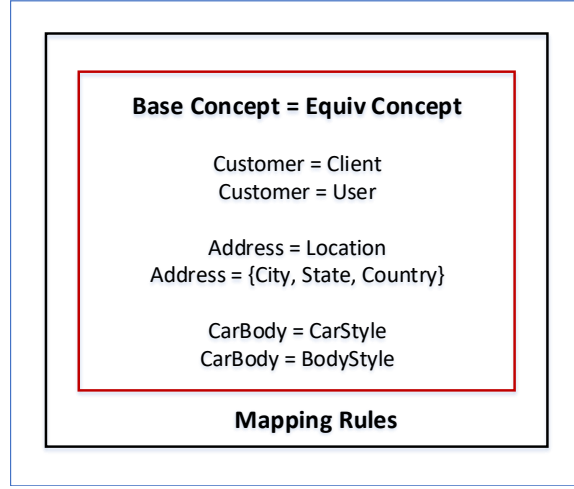 Base Concept = Equiv Concept
Customer = Client
Customer = User
Address = Location
Address = {City, State, Country}
CarBody = CarStyle
CarBody = BodyStyle
Mapping Rules